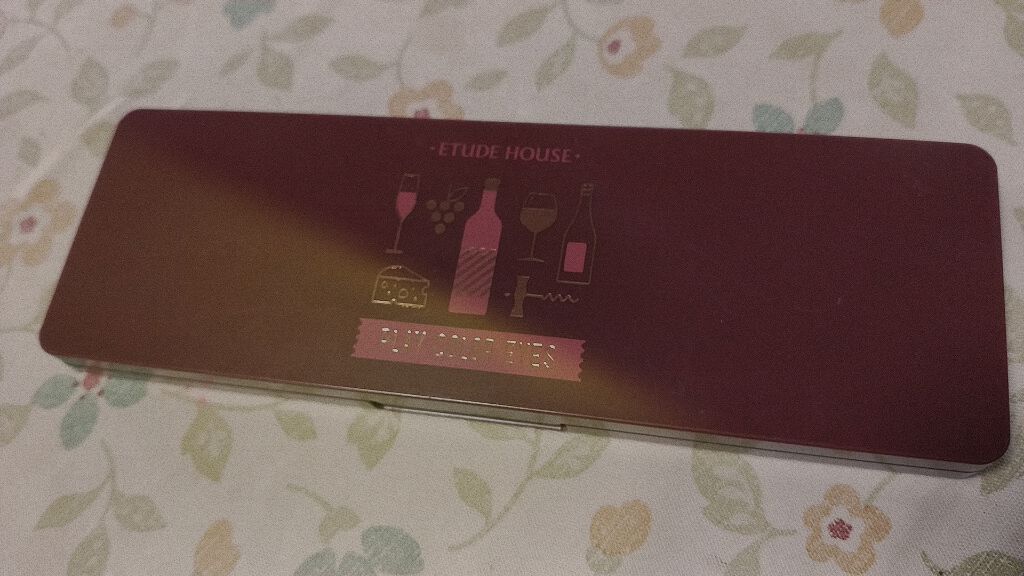 ·ETUDE HOUSE·
PLAY COLOR EYES